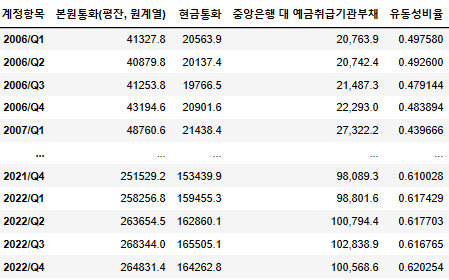 계정항목 본원통화(평잔, 원계열) 현금통화 중앙은행 대 예금취급기관부채 유동성비율
2006/Q1 41327.8 20563.9 20,763.9 0.497580
2006/Q2 40879.8 20137.4 20,742.4 0.492600
2006/Q3 41253.8 19766.5 21,487.3 0.479144
2006/Q4 43194.6 20901.6 22,293.0 0.483894
2007/Q1 48760.6 21438.4 27,322.2 0.439666
... ... ... ... ...
2021/Q4 251529.2 153439.9 98,089.3 0.610028
2022/Q1 258256.8 159455.3 98,801.6 0.617429
2022/Q2 263654.5 162860.1 100,794.4 0.617703
2022/Q3 268344.0 165505.1 102,838.9 0.616765
2022/Q4 264831.4 164262.8 100,568.6 0.620254